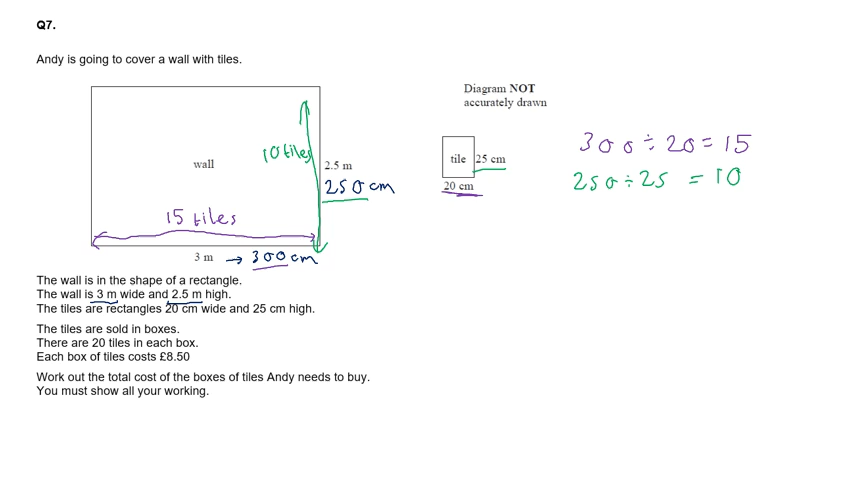 Q7.
Andy is going to cover a wall with tiles.
Diagram NOT
accurately drawn
300 ÷ 20 = 15
250 ÷ 25 = 10
10 tiles
wall
2.5 m
250 cm
tile
25 cm
20 cm
15 tiles
3 m → 300 cm
The wall is in the shape of a rectangle.
The wall is 3 m wide and 2.5 m high.
The tiles are rectangles 20 cm wide and 25 cm high.
The tiles are sold in boxes.
There are 20 tiles in each box.
Each box of tiles costs £8.50
Work out the total cost of the boxes of tiles Andy needs to buy.
You must show all your working.